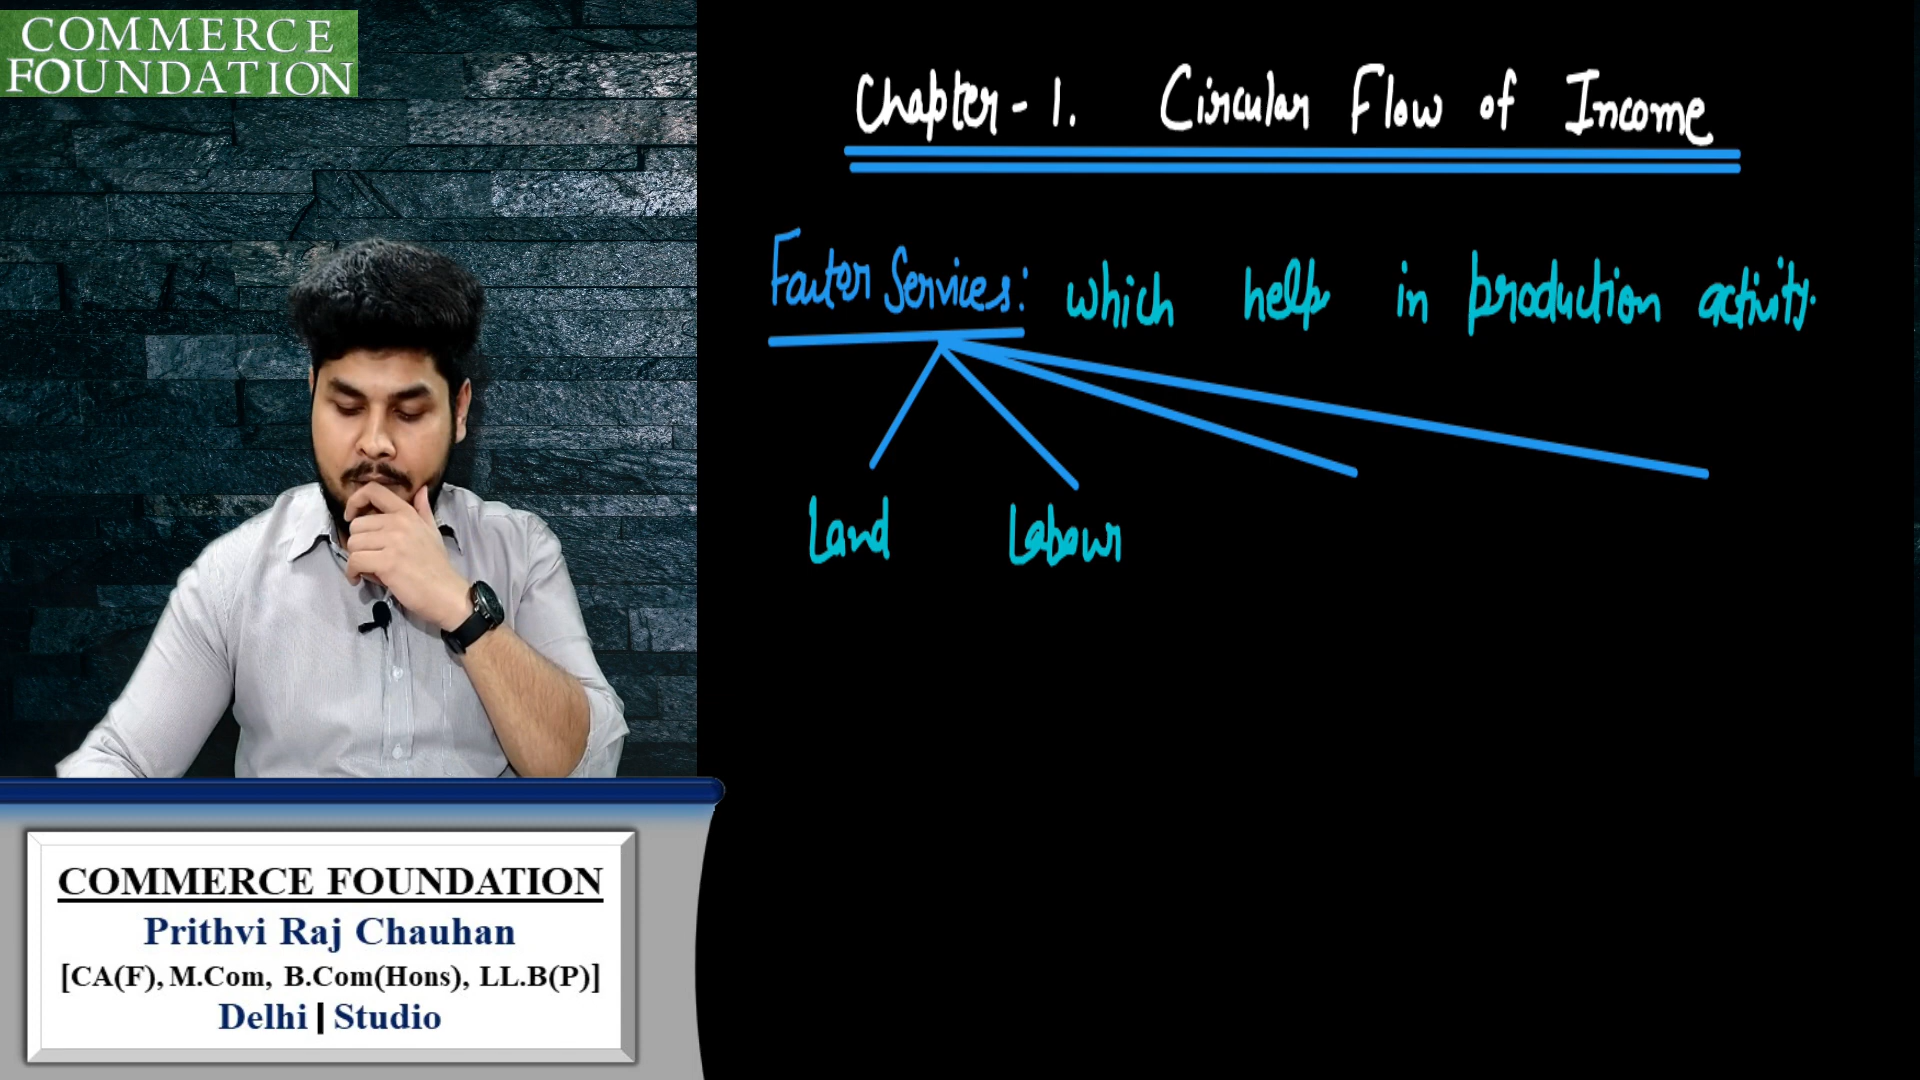 COMMERCE
FOUNDATION
Chapter-1. Circular Flow of Income
Factor Services: which help in production activity.
Land Labour
COMMERCE FOUNDATION
Prithvi Raj Chauhan
[CA(F), M.Com, B.Com(Hons), LL.B(P)]
Delhi | Studio